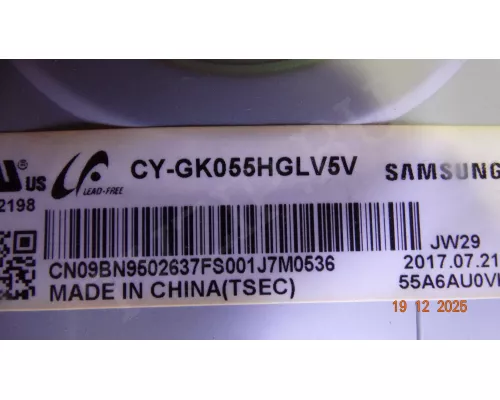 US
LEAD-FREE
CY-GK055HGLV5V
SAMSUNG
2198
JW29
CN09BN9502637FS001J7M0536
2017.07.21
MADE IN CHINA(TSEC)
55A6AU0V
19 12 2025